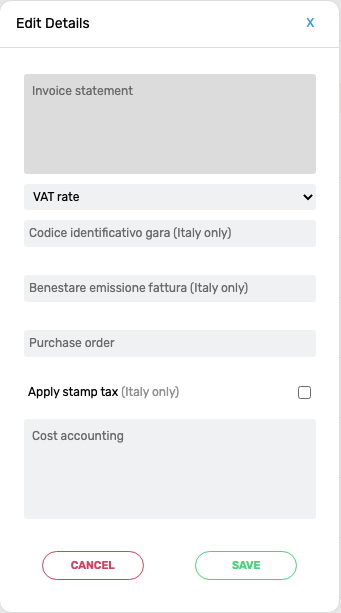 Edit Details
X
Invoice statement
VAT rate
Codice identificativo gara (Italy only)
Benestare emissione fattura (Italy only)
Purchase order
Apply stamp tax (Italy only)
Cost accounting
CANCEL
SAVE